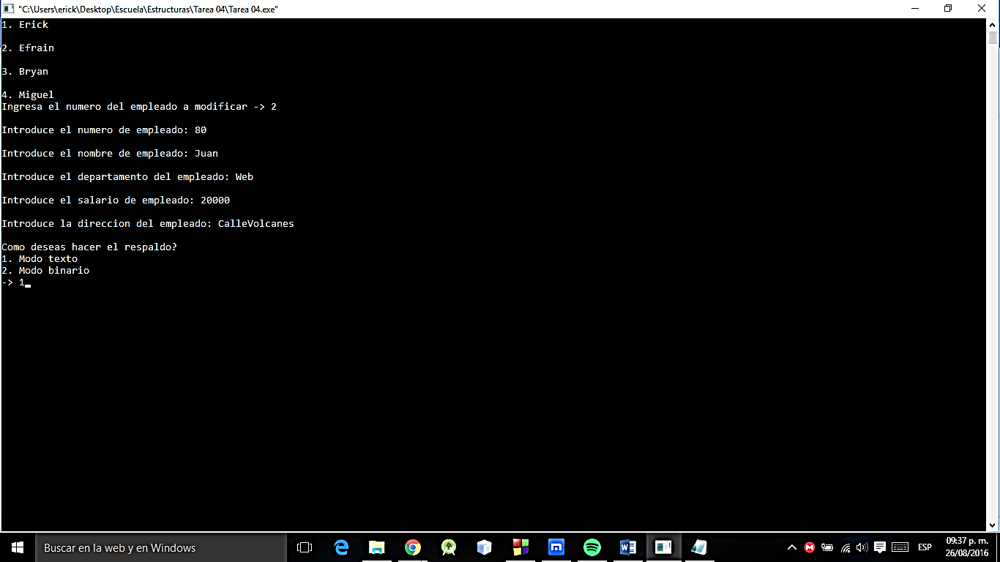 "C:\Users\erick\Desktop\Escuela\Estructuras\Tarea 04\Tarea 04.exe"
1. Erick
2. Efrain
3. Bryan
4. Miguel
Ingresa el numero del empleado a modificar -> 2
Introduce el numero de empleado: 80
Introduce el nombre de empleado: Juan
Introduce el departamento del empleado: Web
Introduce el salario de empleado: 20000
Introduce la direccion del empleado: CalleVolcanes
Como deseas hacer el respaldo?
1. Modo texto
2. Modo binario
-> 1
Buscar en la web y en Windows
ESP
09:37 p. m.
26/08/2016